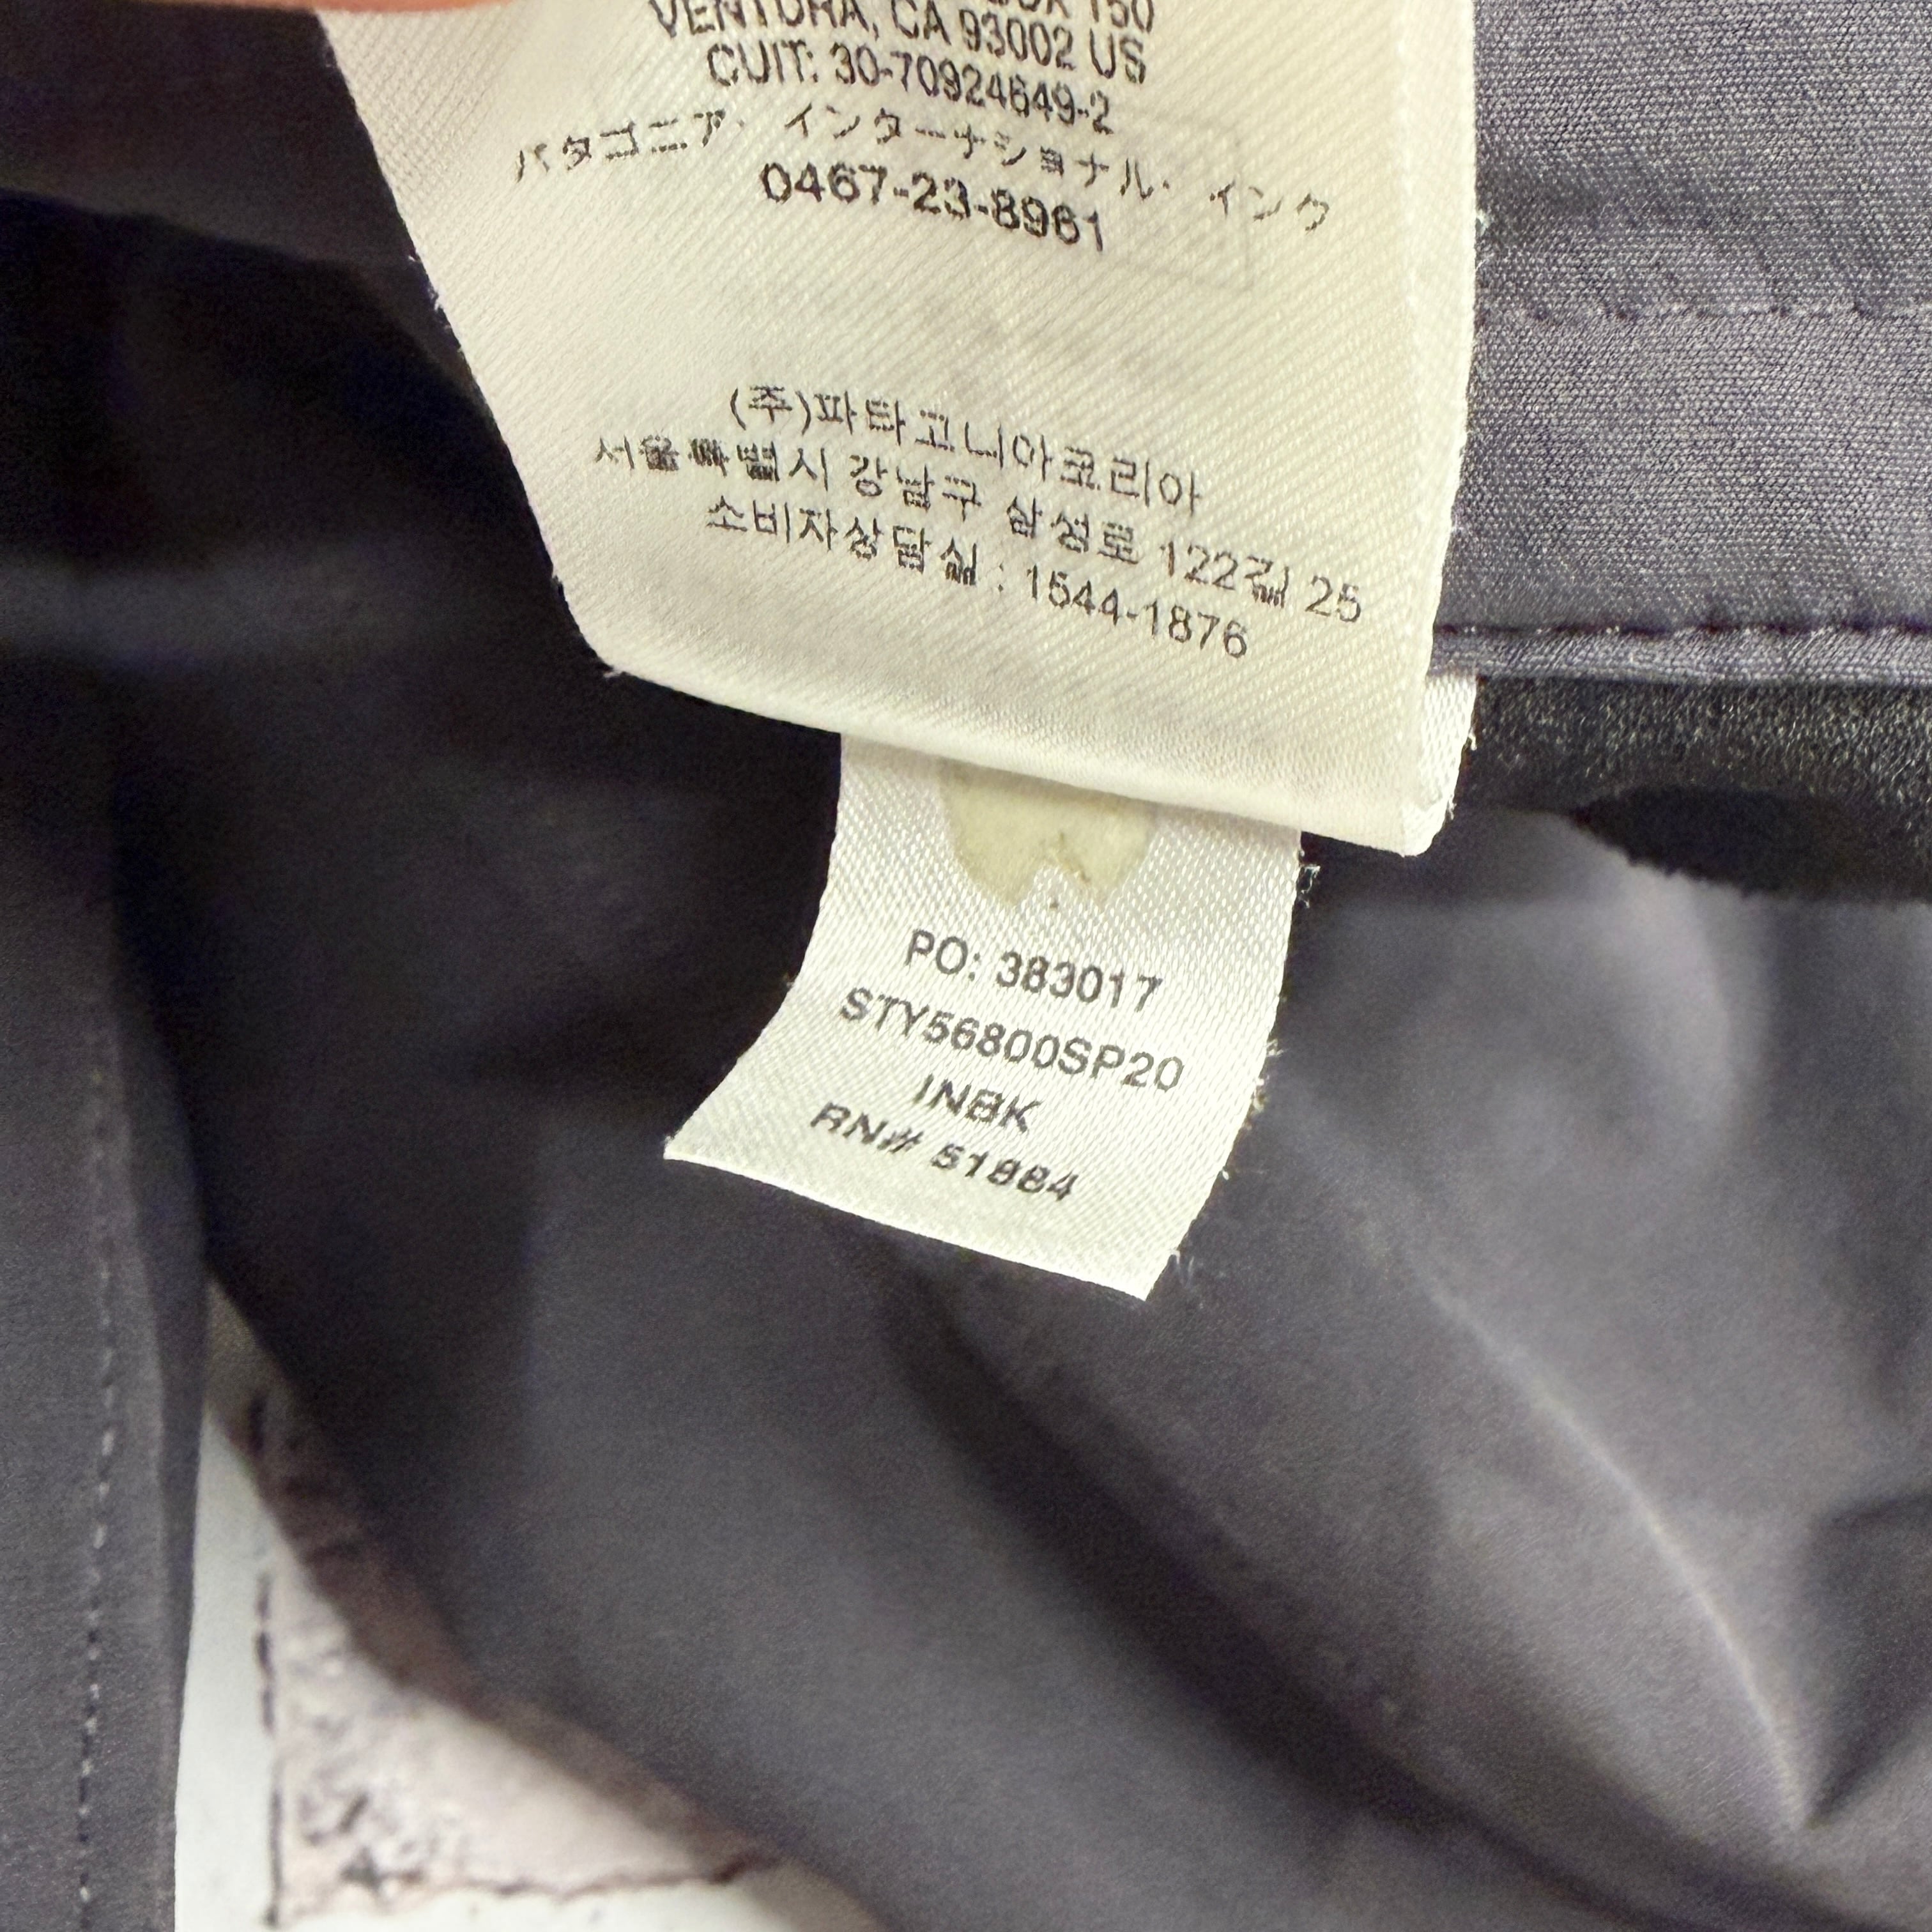 BOX 150
VENTURA, CA 93002 US
CUIT: 30-70924649-2
パタゴニア・インターナショナル・インク
0467-23-8961
(주)파타고니아코리아
서울특별시 강남구 삼성로 122길 25
소비자상담실 : 1544-1876
PO: 383017
STY56800SP20
INBK
RN# 51884